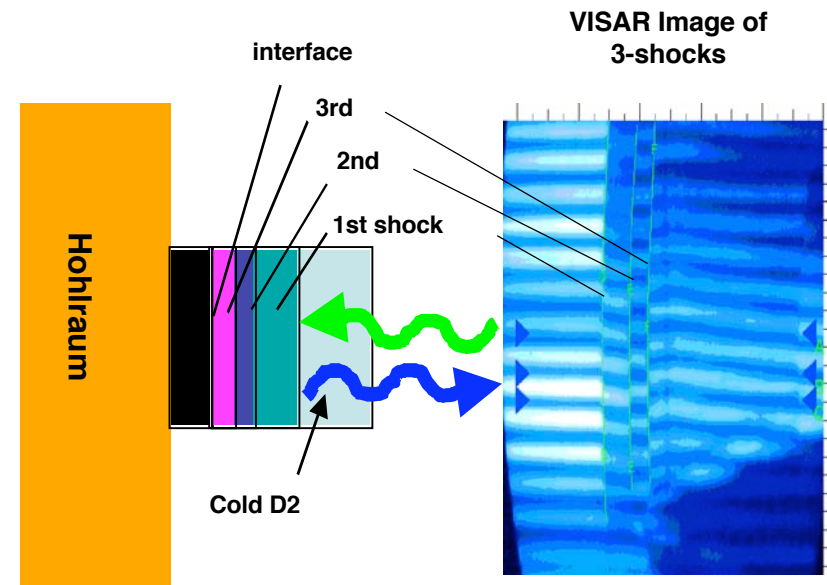 VISAR Image of
3-shocks
interface
3rd
2nd
1st shock
Hohlraum
Cold D2